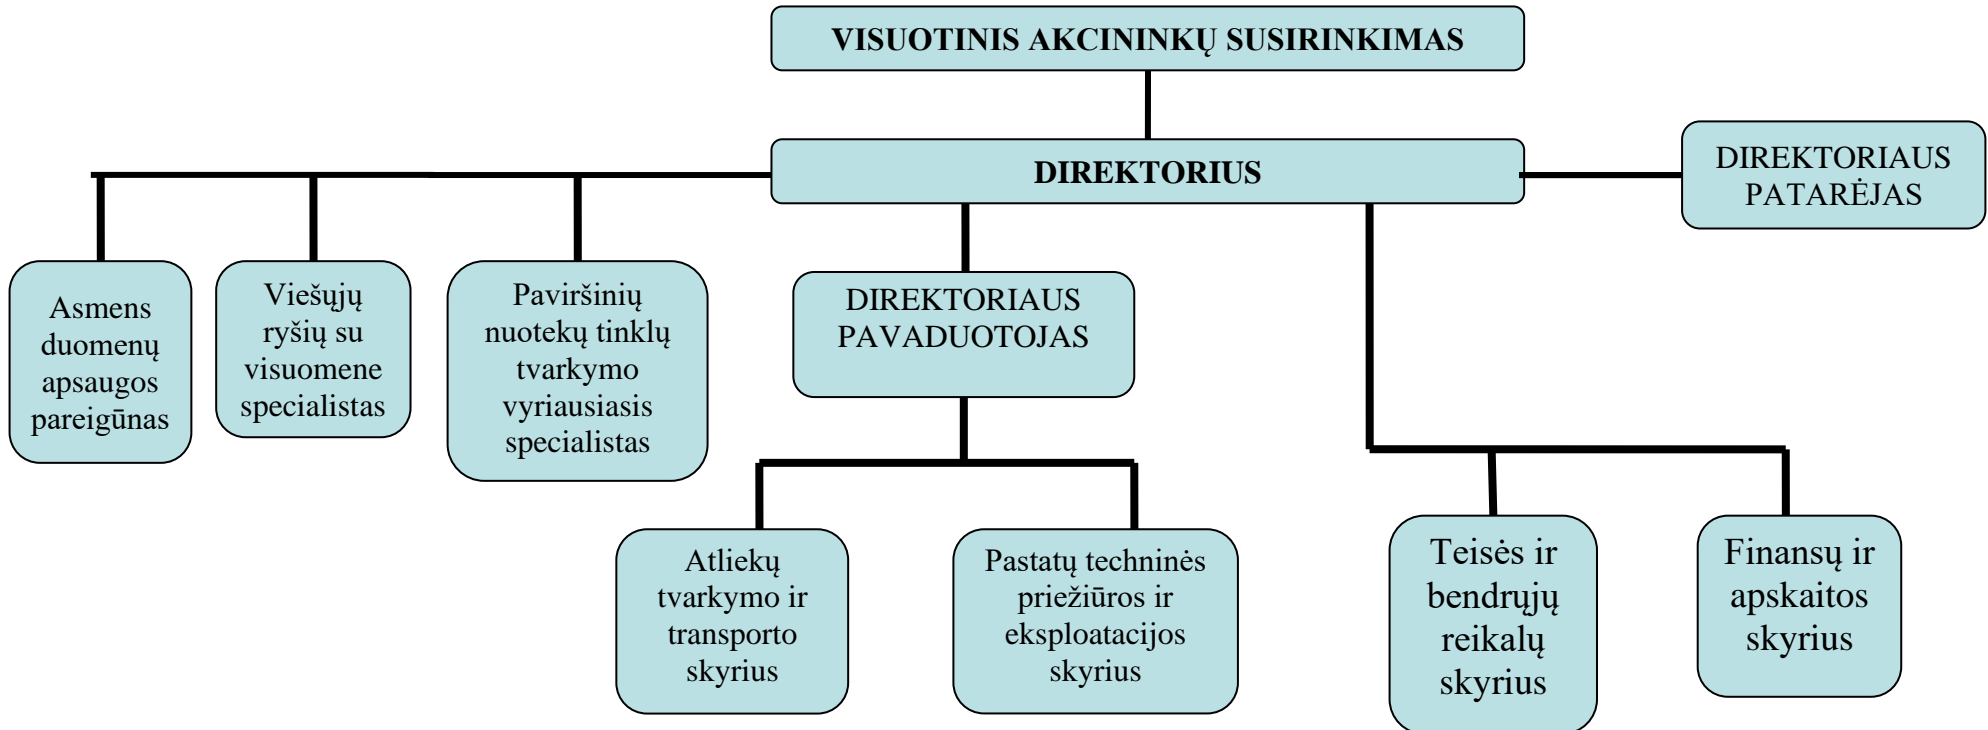 VISUOTINIS AKCININKŲ SUSIRINKIMAS
DIREKTORIUS
DIREKTORIAUS
PATARĖJAS
Asmens
duomenų
apsaugos
pareigūnas
Viešųjų
ryšių su
visuomene
specialistas
Paviršinių
nuotekų tinklų
tvarkymo
vyriausiasis
specialistas
DIREKTORIAUS
PAVADUOTOJAS
Atliekų
tvarkymo ir
transporto
skyrius
Pastatų techninės
priežiūros ir
eksploatacijos
skyrius
Teisės ir
bendrųjų
reikalų
skyrius
Finansų ir
apskaitos
skyrius